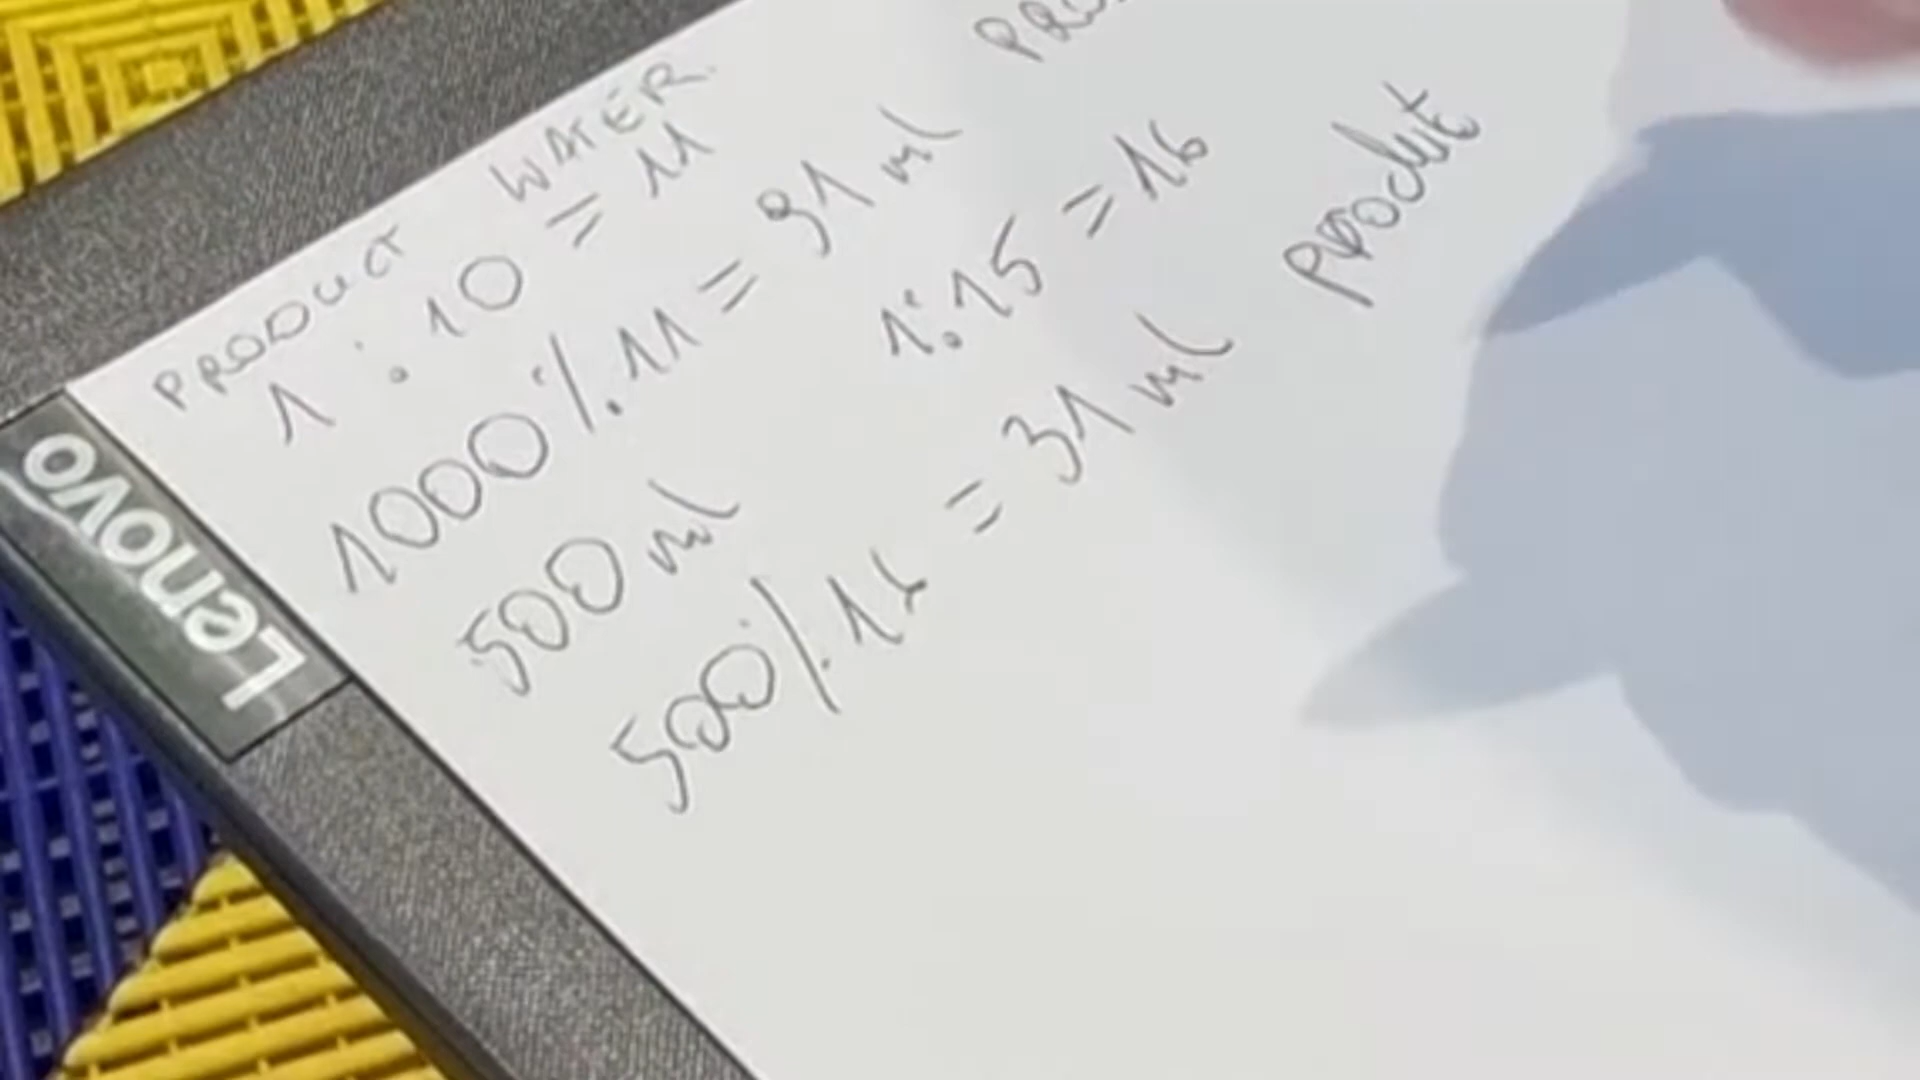 PRODUCT WATER
1 : 10 = 11
1000 ./. 11 = 91 ml
500 ml 1:15 = 16
500 ./. 16 = 31 ml Product
Lenovo